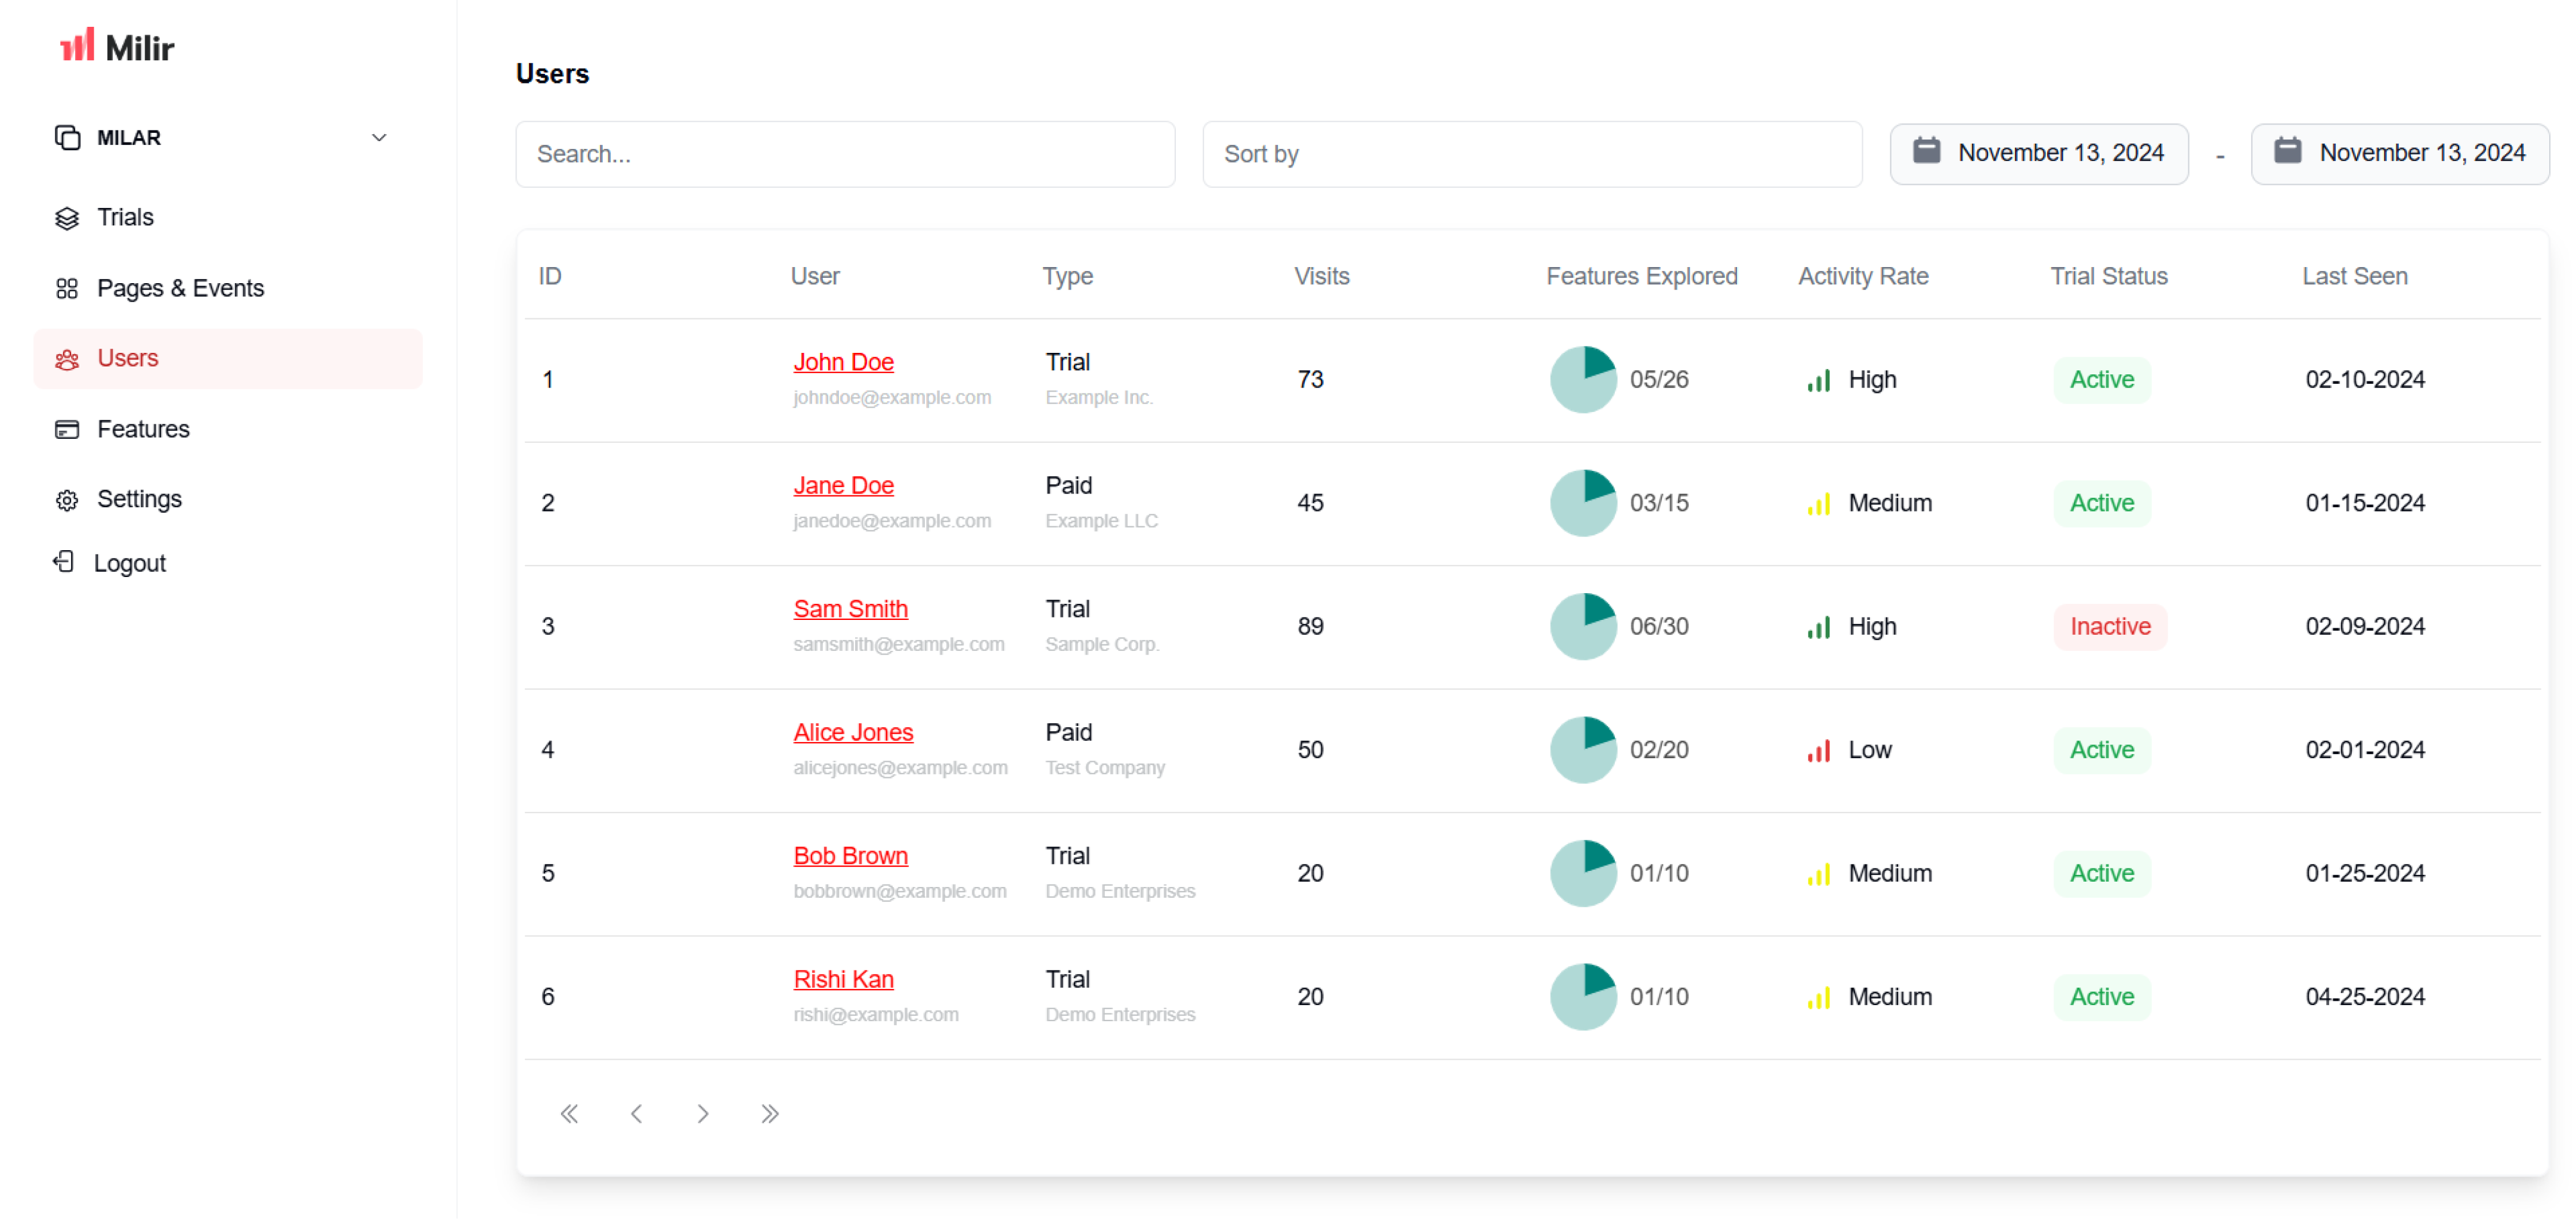 Milir
MILAR
Trials
Pages & Events
Users
Features
Settings
Logout
Users
Search...
Sort by
November 13, 2024 - November 13, 2024
ID User Type Visits Features Explored Activity Rate Trial Status Last Seen
1 John Doe Trial 73 05/26 High Active 02-10-2024
johndoe@example.com Example Inc.
2 Jane Doe Paid 45 03/15 Medium Active 01-15-2024
janedoe@example.com Example LLC
3 Sam Smith Trial 89 06/30 High Inactive 02-09-2024
samsmith@example.com Sample Corp.
4 Alice Jones Paid 50 02/20 Low Active 02-01-2024
alicejones@example.com Test Company
5 Bob Brown Trial 20 01/10 Medium Active 01-25-2024
bobbrown@example.com Demo Enterprises
6 Rishi Kan Trial 20 01/10 Medium Active 04-25-2024
rishi@example.com Demo Enterprises